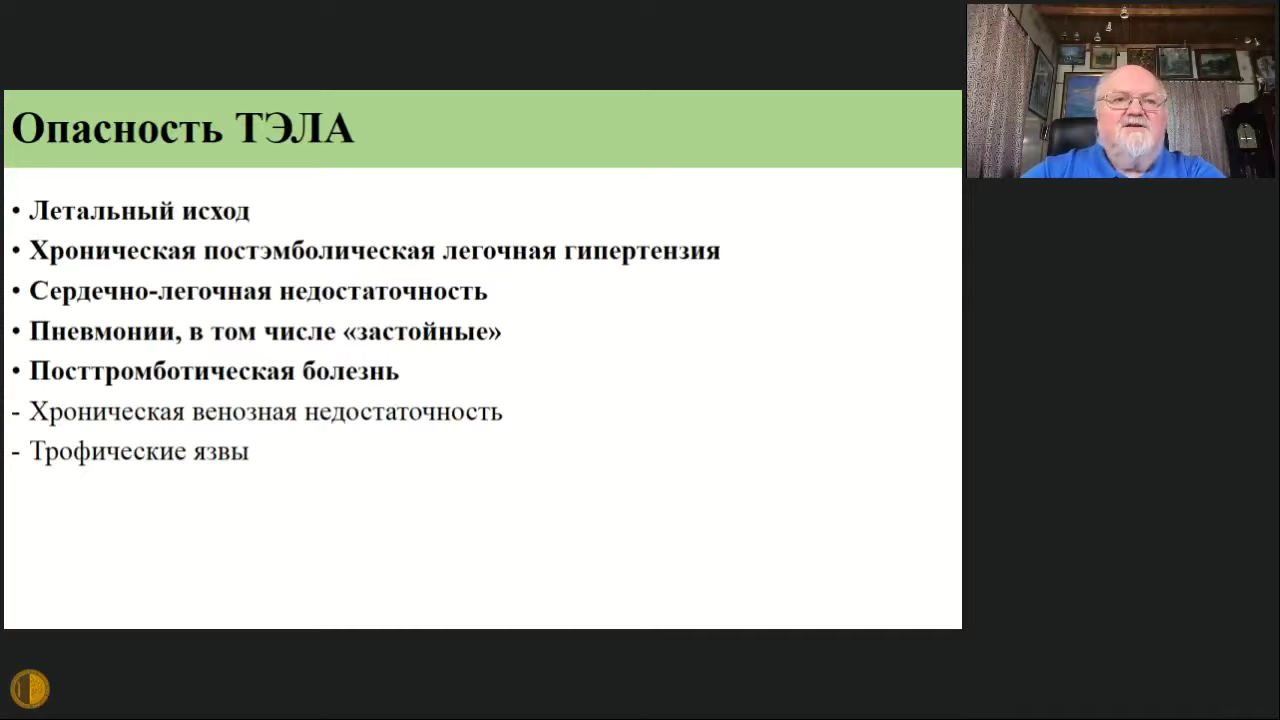 Опасность ТЭЛА
• Летальный исход
• Хроническая постэмболическая легочная гипертензия
• Сердечно-легочная недостаточность
• Пневмонии, в том числе «застойные»
• Посттромботическая болезнь
- Хроническая венозная недостаточность
- Трофические язвы